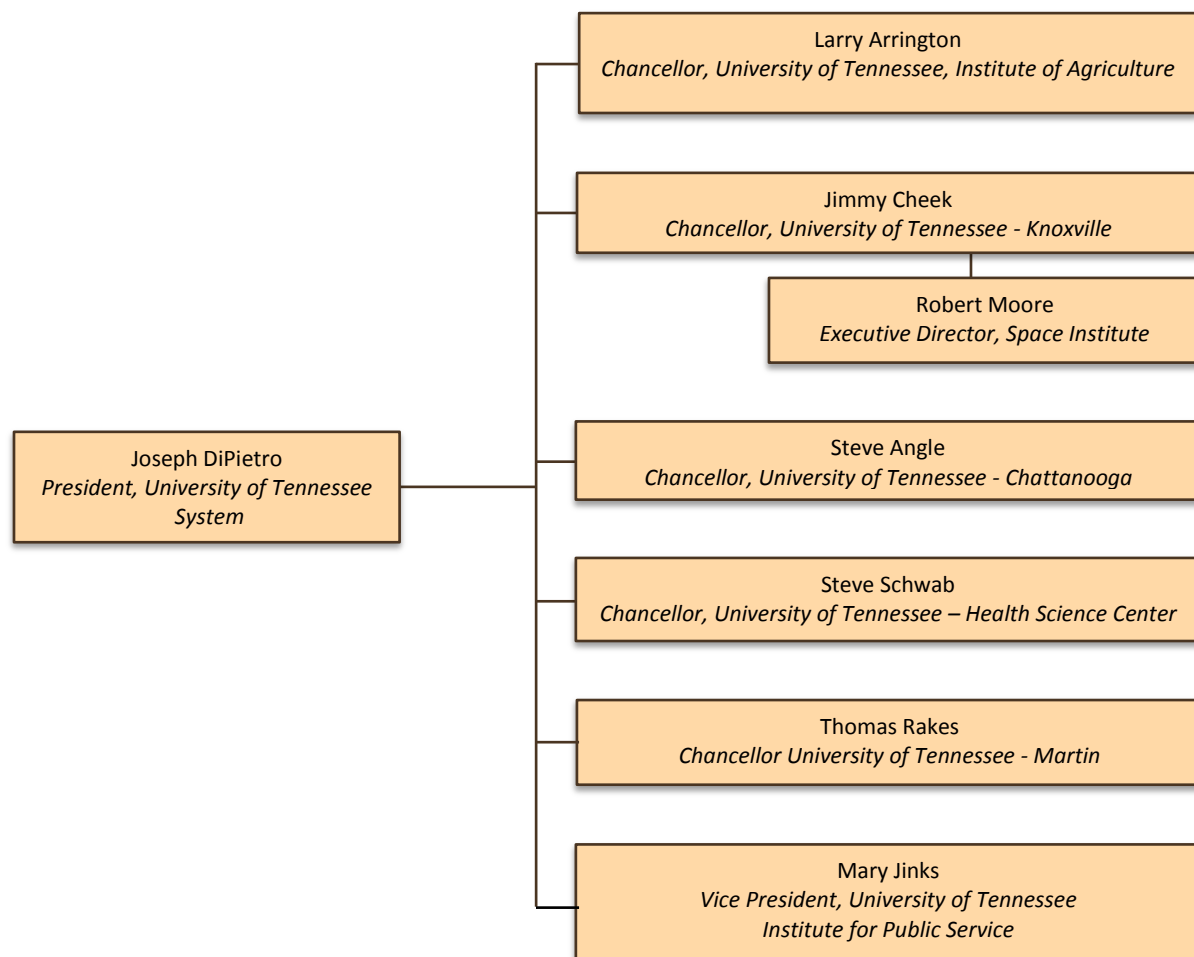 Larry Arrington
Chancellor, University of Tennessee, Institute of Agriculture
Jimmy Cheek
Chancellor, University of Tennessee - Knoxville
Robert Moore
Executive Director, Space Institute
Joseph DiPietro
President, University of Tennessee
System
Steve Angle
Chancellor, University of Tennessee - Chattanooga
Steve Schwab
Chancellor, University of Tennessee – Health Science Center
Thomas Rakes
Chancellor University of Tennessee - Martin
Mary Jinks
Vice President, University of Tennessee
Institute for Public Service